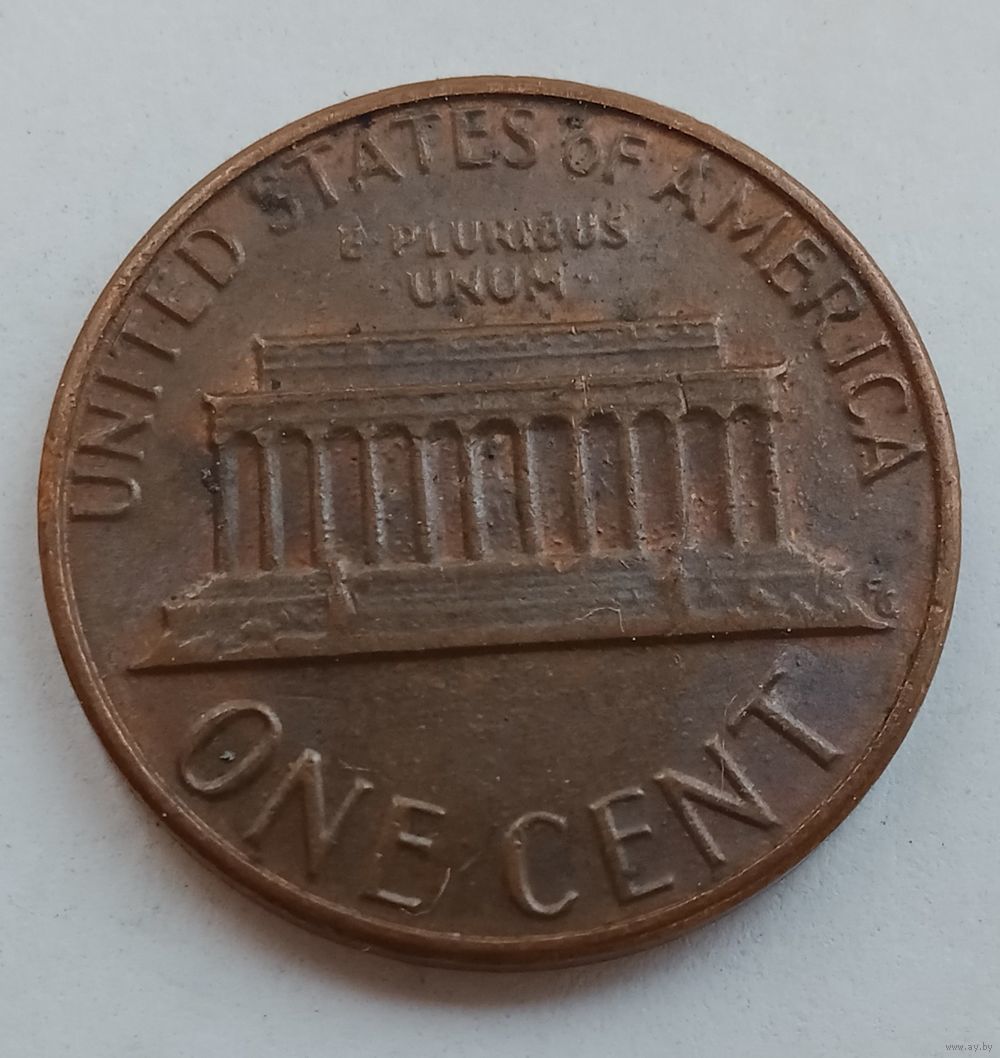 UNITED STATES OF AMERICA
E PLURIBUS
· UNUM ·
ONE CENT
www.ay.by